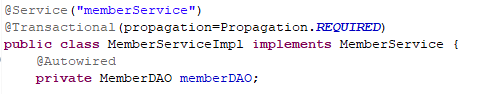 @Service("memberService")
@Transactional(propagation=Propagation.REQUIRED)
public class MemberServiceImpl implements MemberService {
@Autowired
private MemberDAO memberDAO;